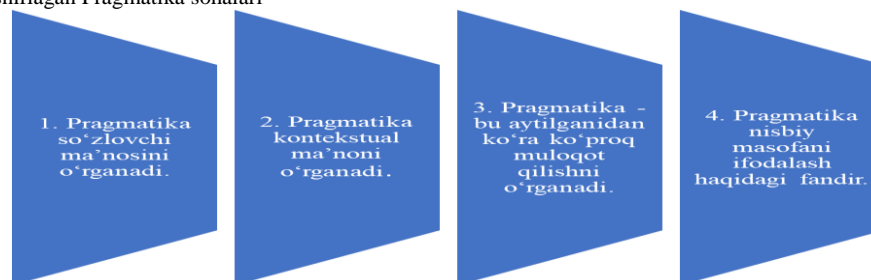 Pragmatika sohalari
1. Pragmatika
so‘zlovchi
ma’nosini
o‘rganadi.
2. Pragmatika
kontekstual
ma’noni
o‘rganadi.
3. Pragmatika -
bu aytilganidan
ko‘ra ko‘proq
muloqot
qilishni
o‘rganadi.
4. Pragmatika
nisbiy
masofani
ifodalash
haqidagi fandir.